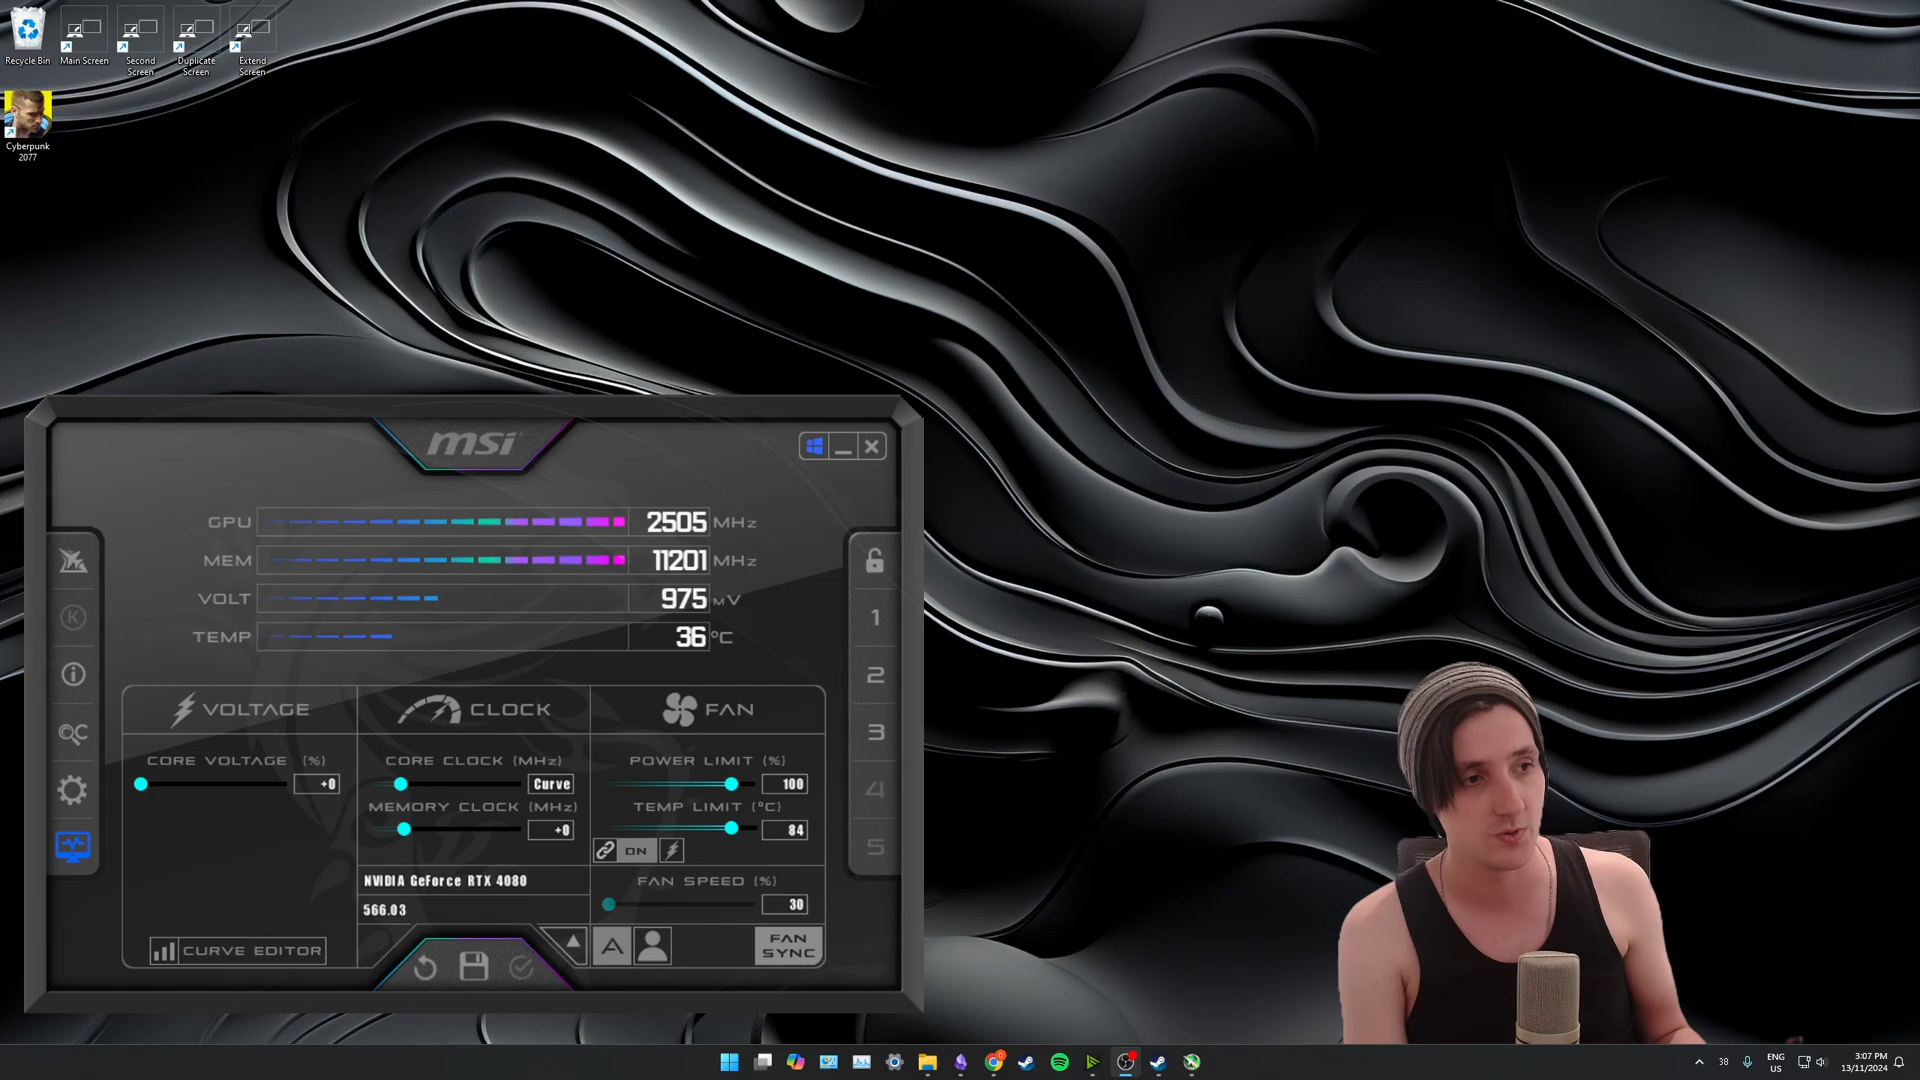 Recycle Bin
Main Screen
Second
Screen
Duplicate
Screen
Extend
Screen
Cyberpunk
2077
msi
GPU 2505 MHz
MEM 11201 MHz
VOLT 975 mV
TEMP 36 °C
K
OC
1
2
3
4
5
VOLTAGE
CLOCK
FAN
CORE VOLTAGE (%)
+0
CORE CLOCK (MHz)
Curve
MEMORY CLOCK (MHz)
+0
POWER LIMIT (%)
100
TEMP LIMIT (°C)
84
ON
NVIDIA GeForce RTX 4080
566.03
FAN SPEED (%)
30
CURVE EDITOR
A
FAN
SYNC
38
ENG
US
3:07 PM
13/11/2024